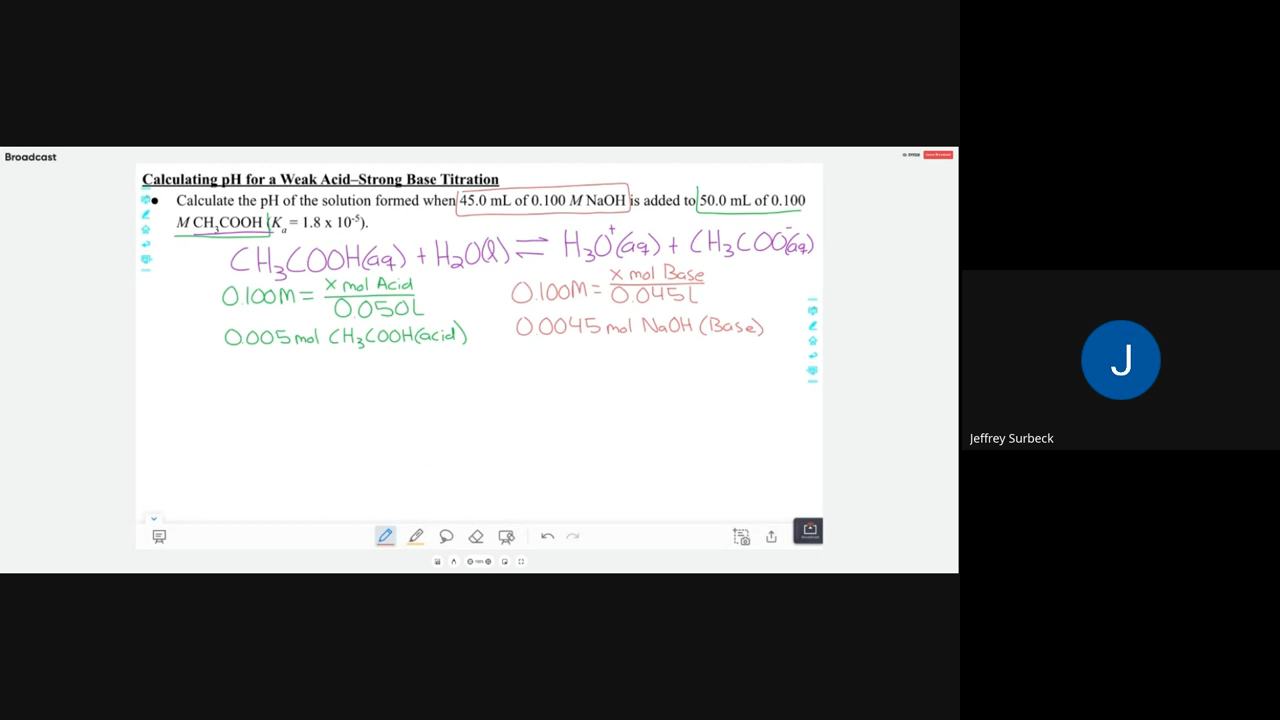 Broadcast
Calculating pH for a Weak Acid–Strong Base Titration
• Calculate the pH of the solution formed when 45.0 mL of 0.100 M NaOH is added to 50.0 mL of 0.100
M CH₃COOH (Kₐ = 1.8 x 10⁻⁵).
CH₃COOH(aq) + H₂O(l) ⇌ H₃O⁺(aq) + CH₃COO⁻(aq)
0.100M = x mol Acid / 0.050L
0.100M = x mol Base / 0.045L
0.005 mol CH₃COOH(acid)
0.0045 mol NaOH (Base)
J
Jeffrey Surbeck